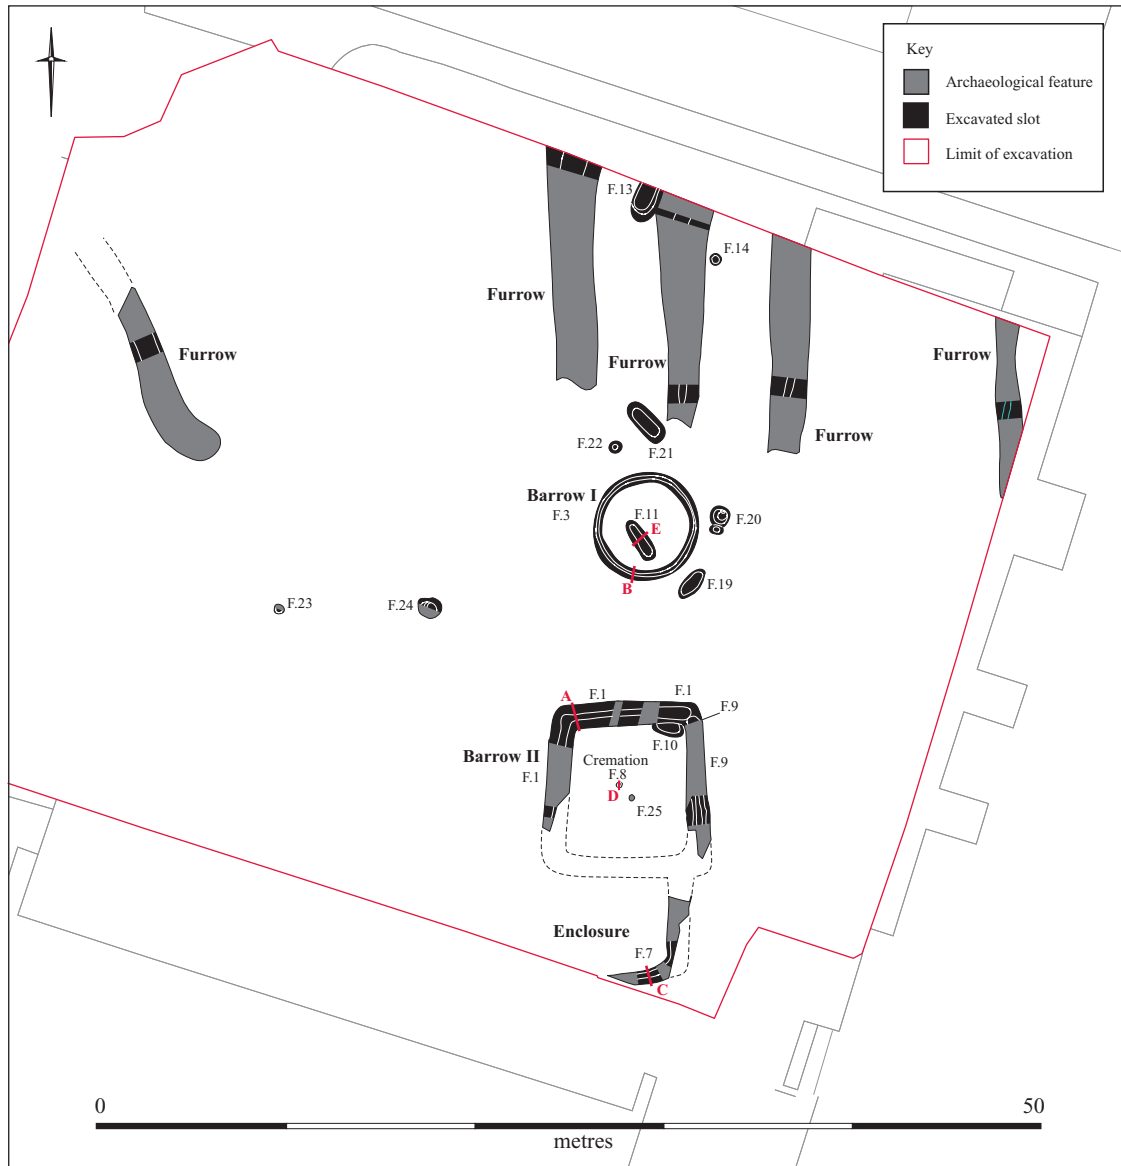 Key
Archaeological feature
Excavated slot
Limit of excavation
F.13
F.14
Furrow
Furrow
Furrow
Furrow
Furrow
F.22
F.21
Barrow I
F.3
F.11
E
F.20
B
F.19
F.23
F.24
A
F.1
F.1
F.9
F.10
Barrow II
F.1
Cremation
F.8
D
F.25
F.9
Enclosure
F.7
C
0
50
metres